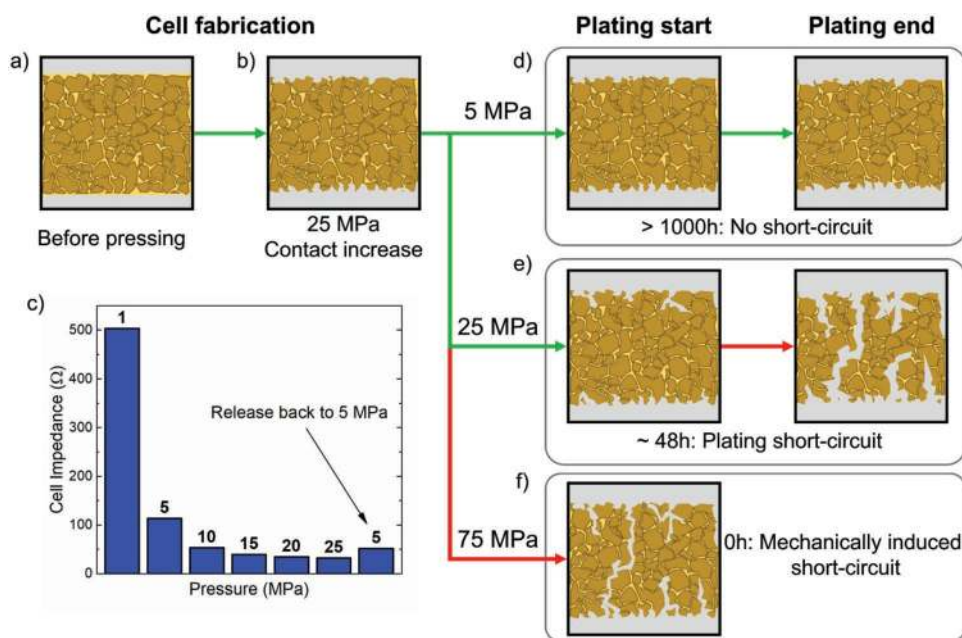 Cell fabrication
Plating start
Plating end
a)
b)
Before pressing
25 MPa
Contact increase
c)
Cell Impedance (Ω)
500
400
300
200
100
0
1
5
10
15
20
25
5
Release back to 5 MPa
Pressure (MPa)
d)
5 MPa
> 1000h: No short-circuit
e)
25 MPa
~ 48h: Plating short-circuit
f)
75 MPa
0h: Mechanically induced
short-circuit